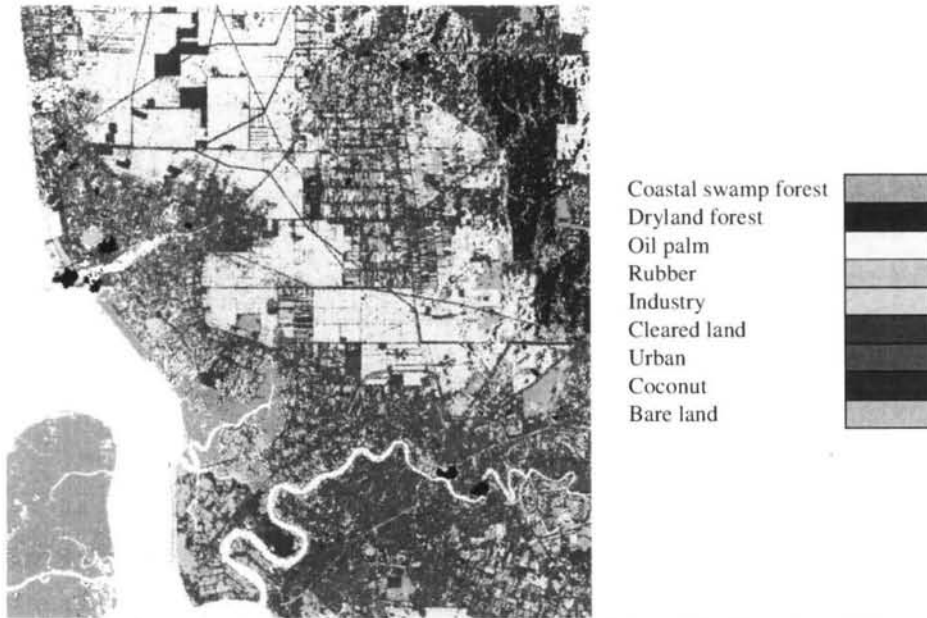 Coastal swamp forest
Dryland forest
Oil palm
Rubber
Industry
Cleared land
Urban
Coconut
Bare land